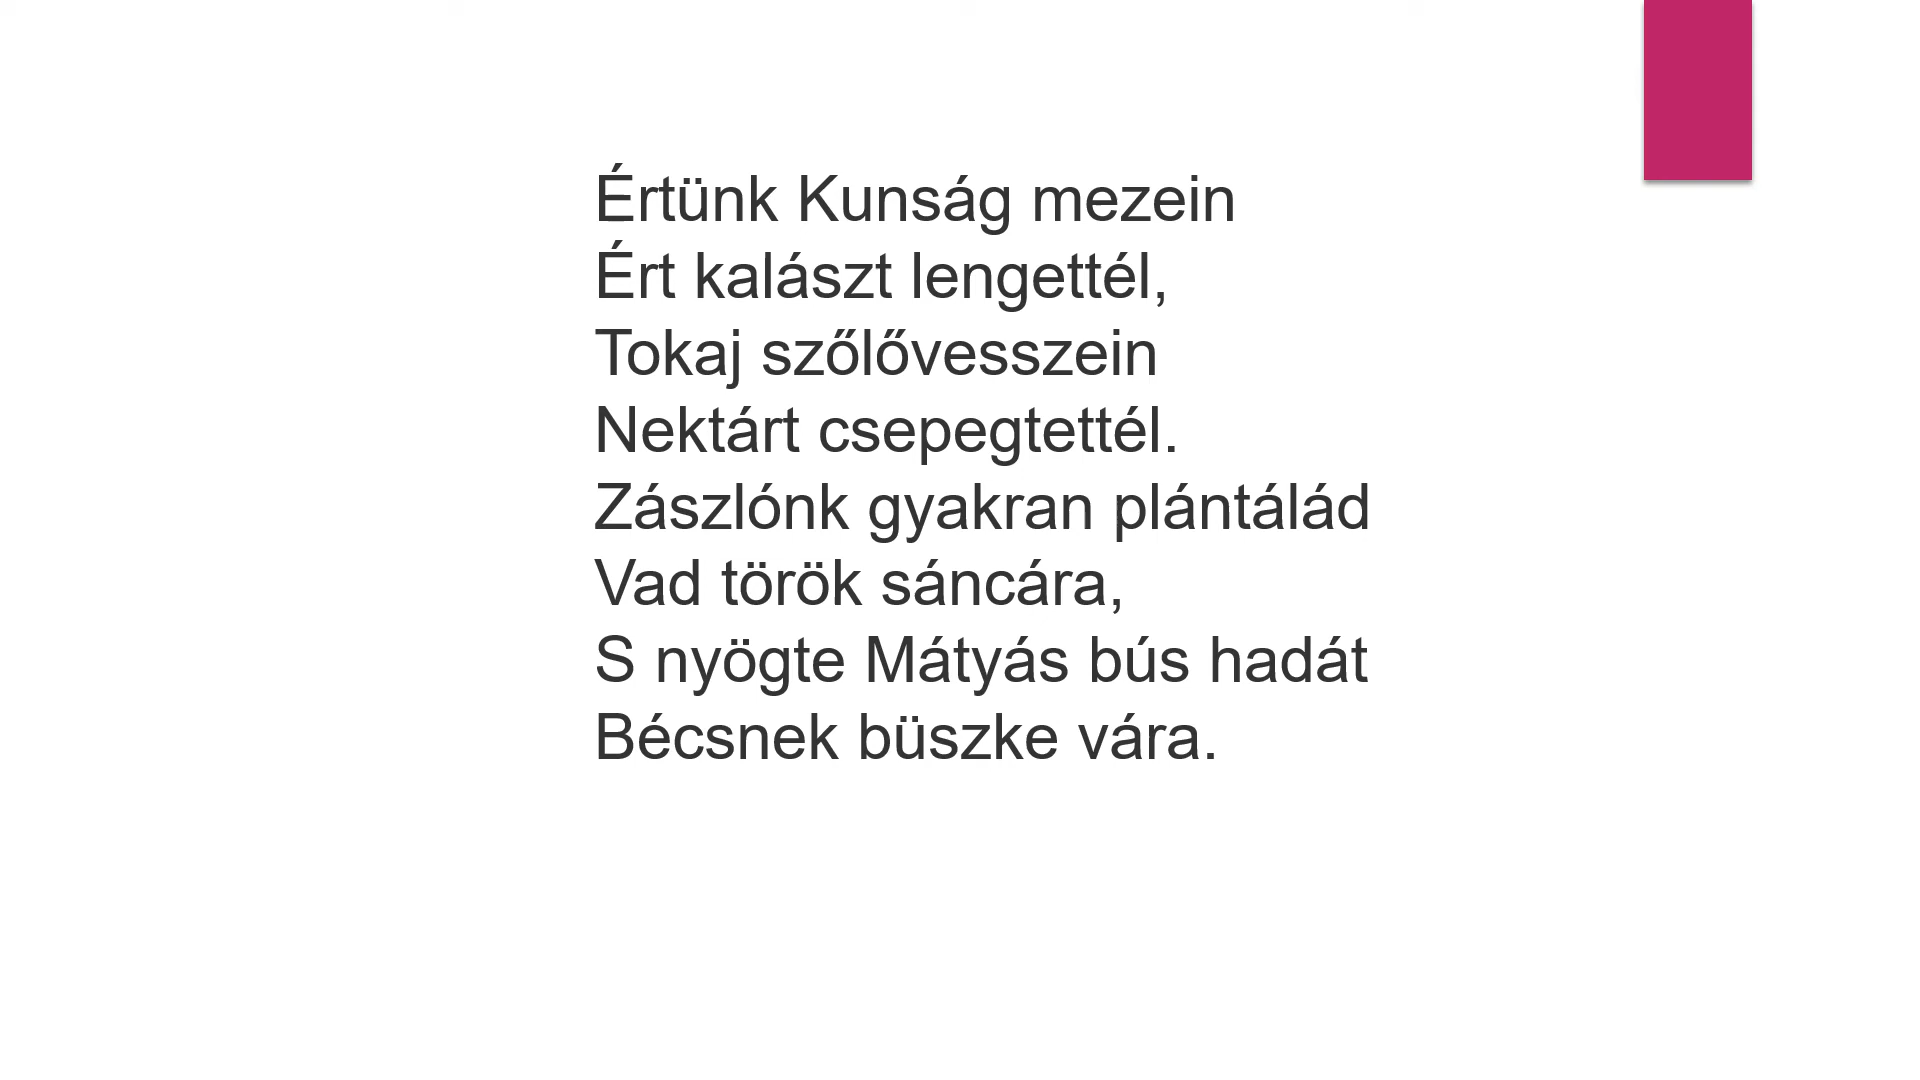 Értünk Kunság mezein
Ért kalászt lengettél,
Tokaj szőlővesszein
Nektárt csepegtettél.
Zászlónk gyakran plántálád
Vad török sáncára,
S nyögte Mátyás bús hadát
Bécsnek büszke vára.